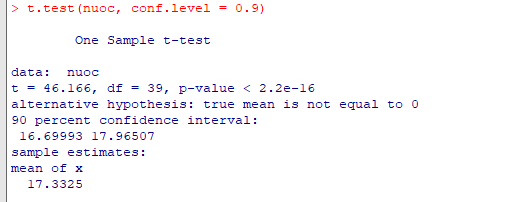 > t.test(nuoc, conf.level = 0.9)
One Sample t-test
data:  nuoc
t = 46.166, df = 39, p-value < 2.2e-16
alternative hypothesis: true mean is not equal to 0
90 percent confidence interval:
16.69993 17.96507
sample estimates:
mean of x
17.3325